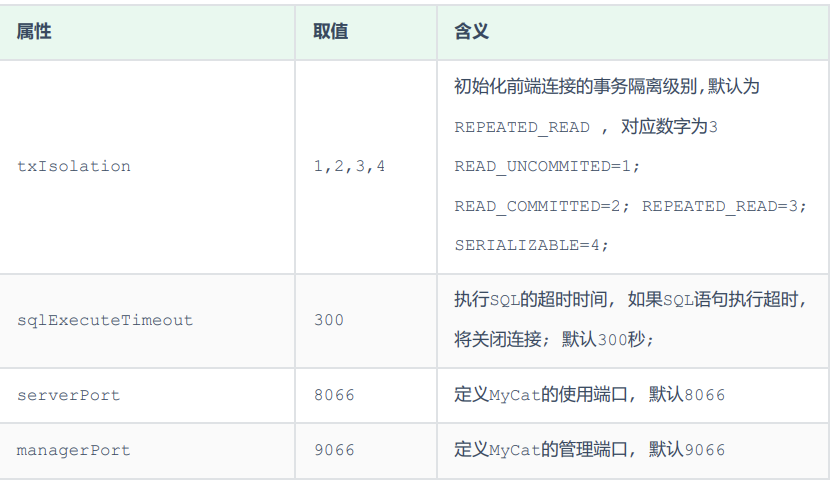 属性 取值 含义
初始化前端连接的事务隔离级别,默认为
REPEATED_READ , 对应数字为3
txIsolation 1,2,3,4 READ_UNCOMMITED=1;
READ_COMMITTED=2; REPEATED_READ=3;
SERIALIZABLE=4;
执行SQL的超时时间, 如果SQL语句执行超时,
sqlExecuteTimeout 300
将关闭连接; 默认300秒;
serverPort 8066 定义MyCat的使用端口, 默认8066
managerPort 9066 定义MyCat的管理端口, 默认9066